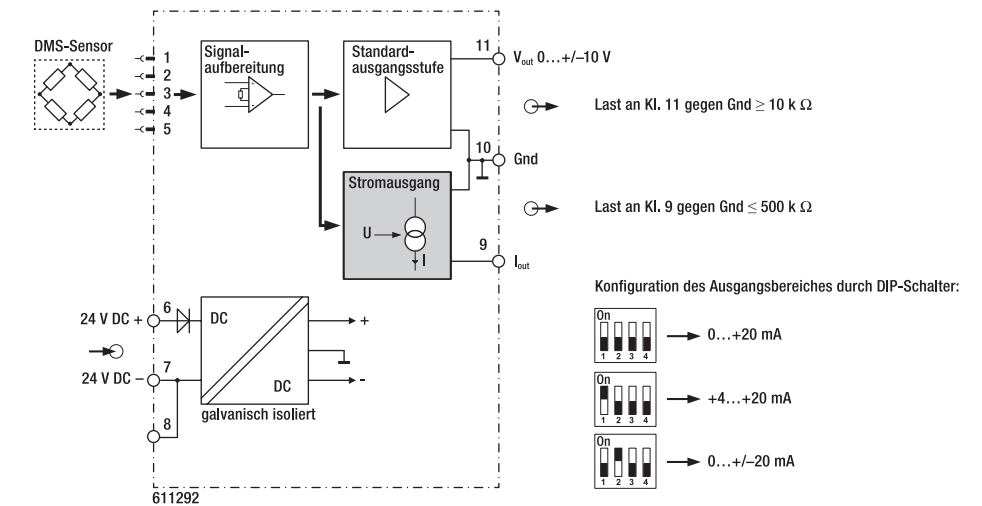 DMS-Sensor
1
2
3
4
5
Signal-
aufbereitung
Standard-
ausgangsstufe
11
V_out 0…+/–10 V
Last an Kl. 11 gegen Gnd ≥ 10 k Ω
10
Gnd
Stromausgang
U
I
Last an Kl. 9 gegen Gnd ≤ 500 k Ω
9
I_out
Konfiguration des Ausgangsbereiches durch DIP-Schalter:
On
1 2 3 4
0…+20 mA
On
1 2 3 4
+4…+20 mA
On
1 2 3 4
0…+/–20 mA
24 V DC +
6
DC
+
24 V DC –
7
DC
-
8
galvanisch isoliert
611292